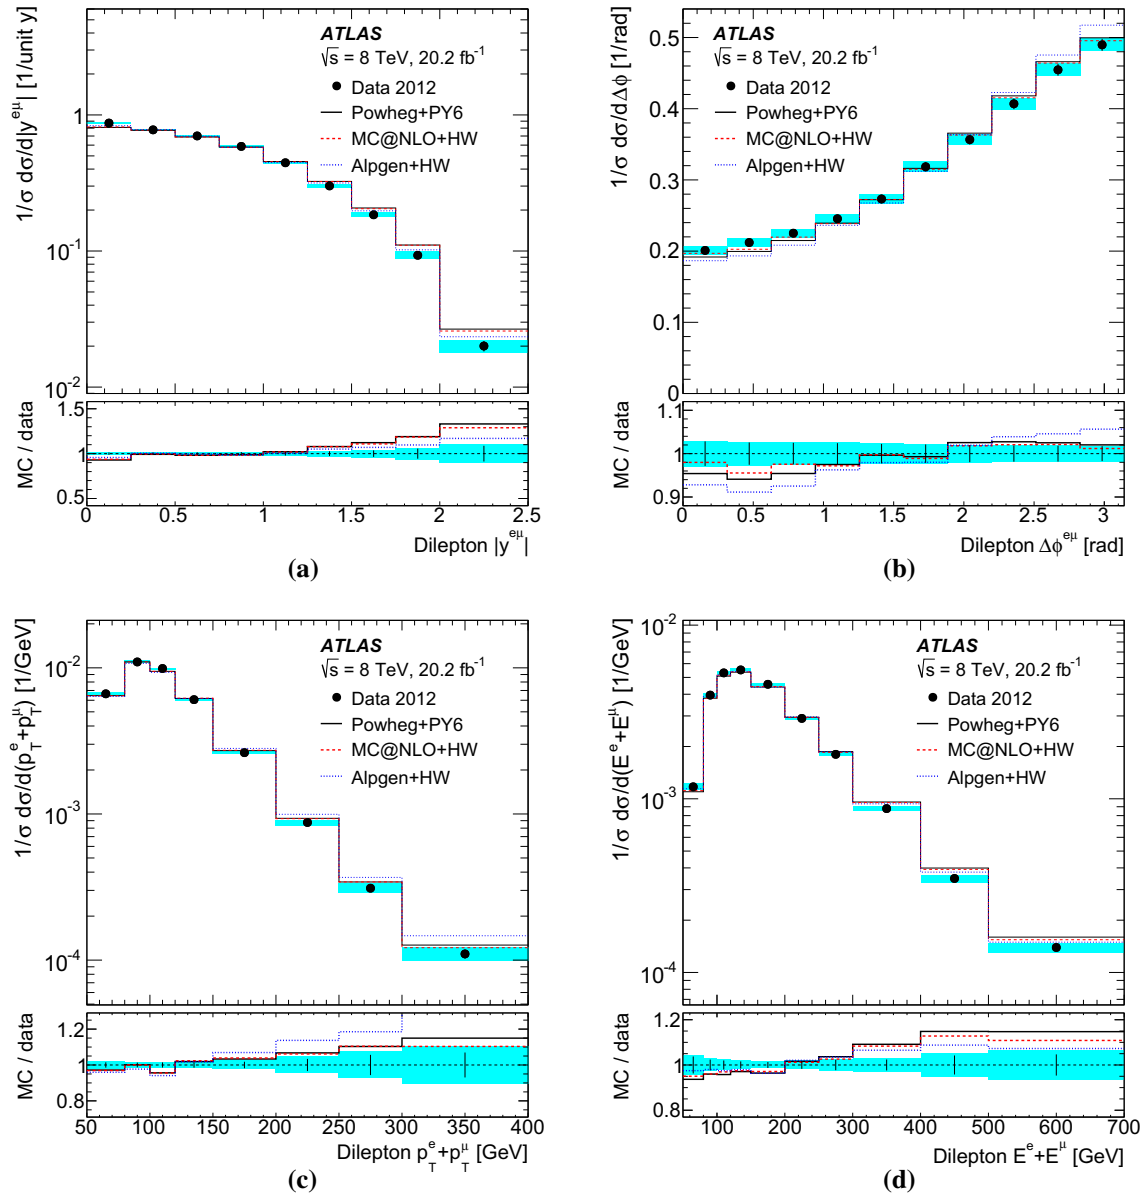 1/σ dσ/d|y^eμ| [1/unit y]
1
10^-1
10^-2
ATLAS
√s = 8 TeV, 20.2 fb^-1
Data 2012
Powheg+PY6
MC@NLO+HW
Alpgen+HW
MC / data
1.5
1
0.5
0 0.5 1 1.5 2 2.5
Dilepton |y^eμ|
(a)
1/σ dσ/dΔϕ [1/rad]
0.5
0.4
0.3
0.2
0.1
0
ATLAS
√s = 8 TeV, 20.2 fb^-1
Data 2012
Powheg+PY6
MC@NLO+HW
Alpgen+HW
MC / data
1.1
1
0.9
0 1 2 3
Dilepton Δϕ^eμ [rad]
(b)
1/σ dσ/d(p_T^e+p_T^μ) [1/GeV]
10^-2
10^-3
10^-4
ATLAS
√s = 8 TeV, 20.2 fb^-1
Data 2012
Powheg+PY6
MC@NLO+HW
Alpgen+HW
MC / data
1.2
1
0.8
50 100 150 200 250 300 350 400
Dilepton p_T^e+p_T^μ [GeV]
(c)
1/σ dσ/d(E^e+E^μ) [1/GeV]
10^-2
10^-3
10^-4
ATLAS
√s = 8 TeV, 20.2 fb^-1
Data 2012
Powheg+PY6
MC@NLO+HW
Alpgen+HW
MC / data
1.2
1
0.8
100 200 300 400 500 600 700
Dilepton E^e+E^μ [GeV]
(d)